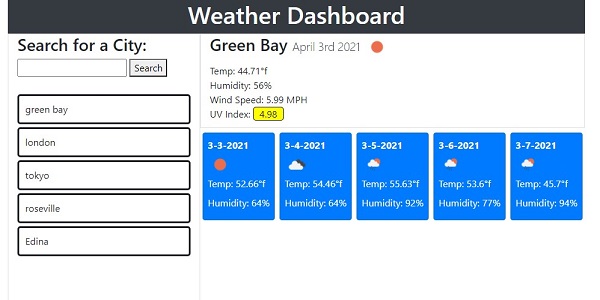 Weather Dashboard
Search for a City:
Search
green bay
london
tokyo
roseville
Edina
Green Bay April 3rd 2021
Temp: 44.71°f
Humidity: 56%
Wind Speed: 5.99 MPH
UV Index: 4.98
3-3-2021
Temp: 52.66°f
Humidity: 64%
3-4-2021
Temp: 54.46°f
Humidity: 64%
3-5-2021
Temp: 55.63°f
Humidity: 92%
3-6-2021
Temp: 53.6°f
Humidity: 77%
3-7-2021
Temp: 45.7°f
Humidity: 94%